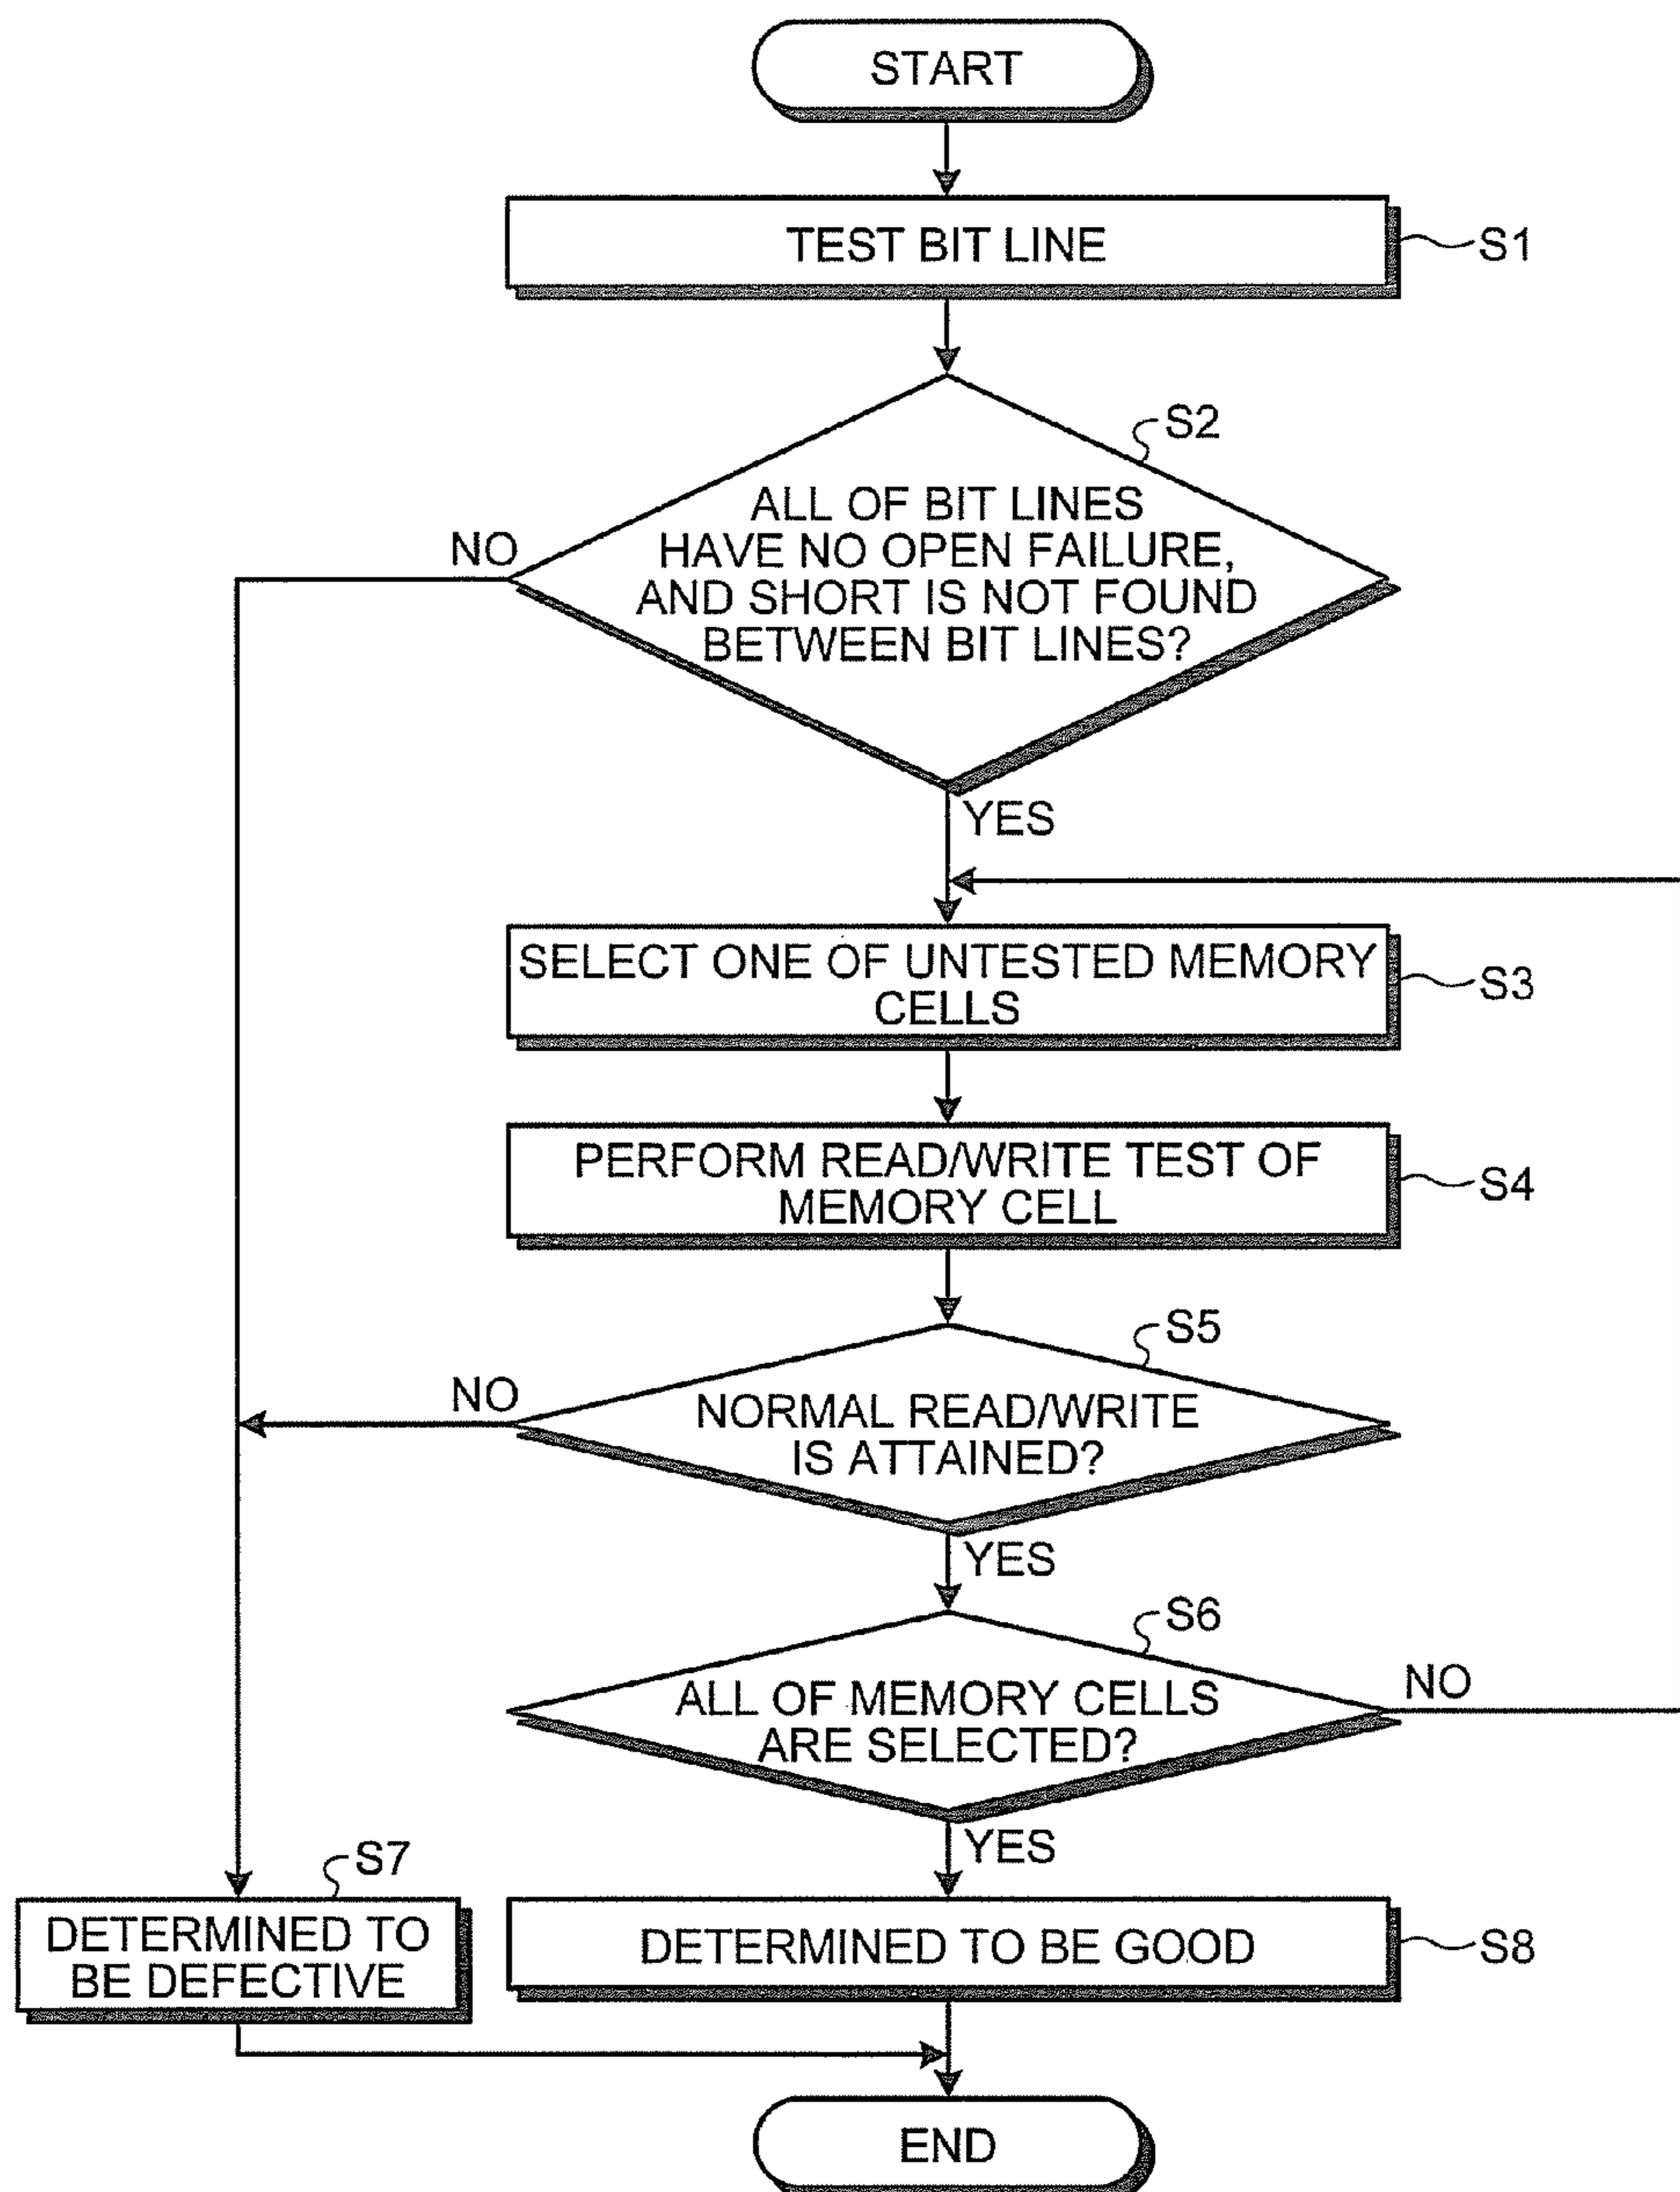 START
TEST BIT LINE
S1
S2
ALL OF BIT LINES
HAVE NO OPEN FAILURE,
AND SHORT IS NOT FOUND
BETWEEN BIT LINES?
NO
YES
SELECT ONE OF UNTESTED MEMORY
CELLS
S3
PERFORM READ/WRITE TEST OF
MEMORY CELL
S4
S5
NORMAL READ/WRITE
IS ATTAINED?
NO
YES
S6
ALL OF MEMORY CELLS
ARE SELECTED?
NO
YES
S7
DETERMINED TO
BE DEFECTIVE
DETERMINED TO BE GOOD
S8
END